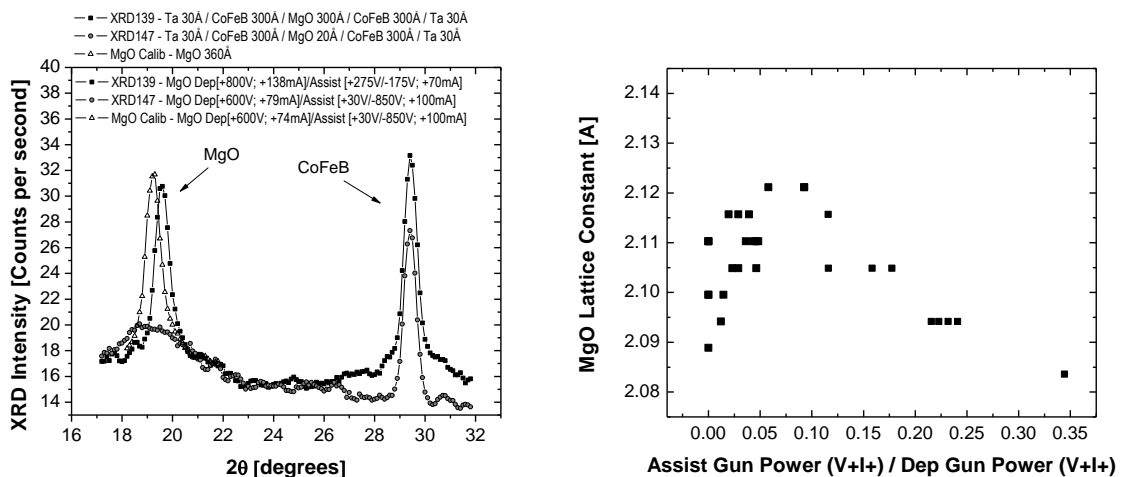 XRD139 - Ta 30Å / CoFeB 300Å / MgO 300Å / CoFeB 300Å / Ta 30Å
XRD147 - Ta 30Å / CoFeB 300Å / MgO 20Å / CoFeB 300Å / Ta 30Å
MgO Calib - MgO 360Å
XRD139 - MgO Dep[+800V; +138mA]/Assist [+275V/-175V; +70mA]
XRD147 - MgO Dep[+600V; +79mA]/Assist [+30V/-850V; +100mA]
MgO Calib - MgO Dep[+600V; +74mA]/Assist [+30V/-850V; +100mA]
MgO
CoFeB
40
38
36
34
32
30
28
26
24
22
20
18
16
14
XRD Intensity [Counts per second]
16 18 20 22 24 26 28 30 32
2θ [degrees]
2.14
2.13
2.12
2.11
2.10
2.09
2.08
MgO Lattice Constant [A]
0.00 0.05 0.10 0.15 0.20 0.25 0.30 0.35
Assist Gun Power (V+I+) / Dep Gun Power (V+I+)